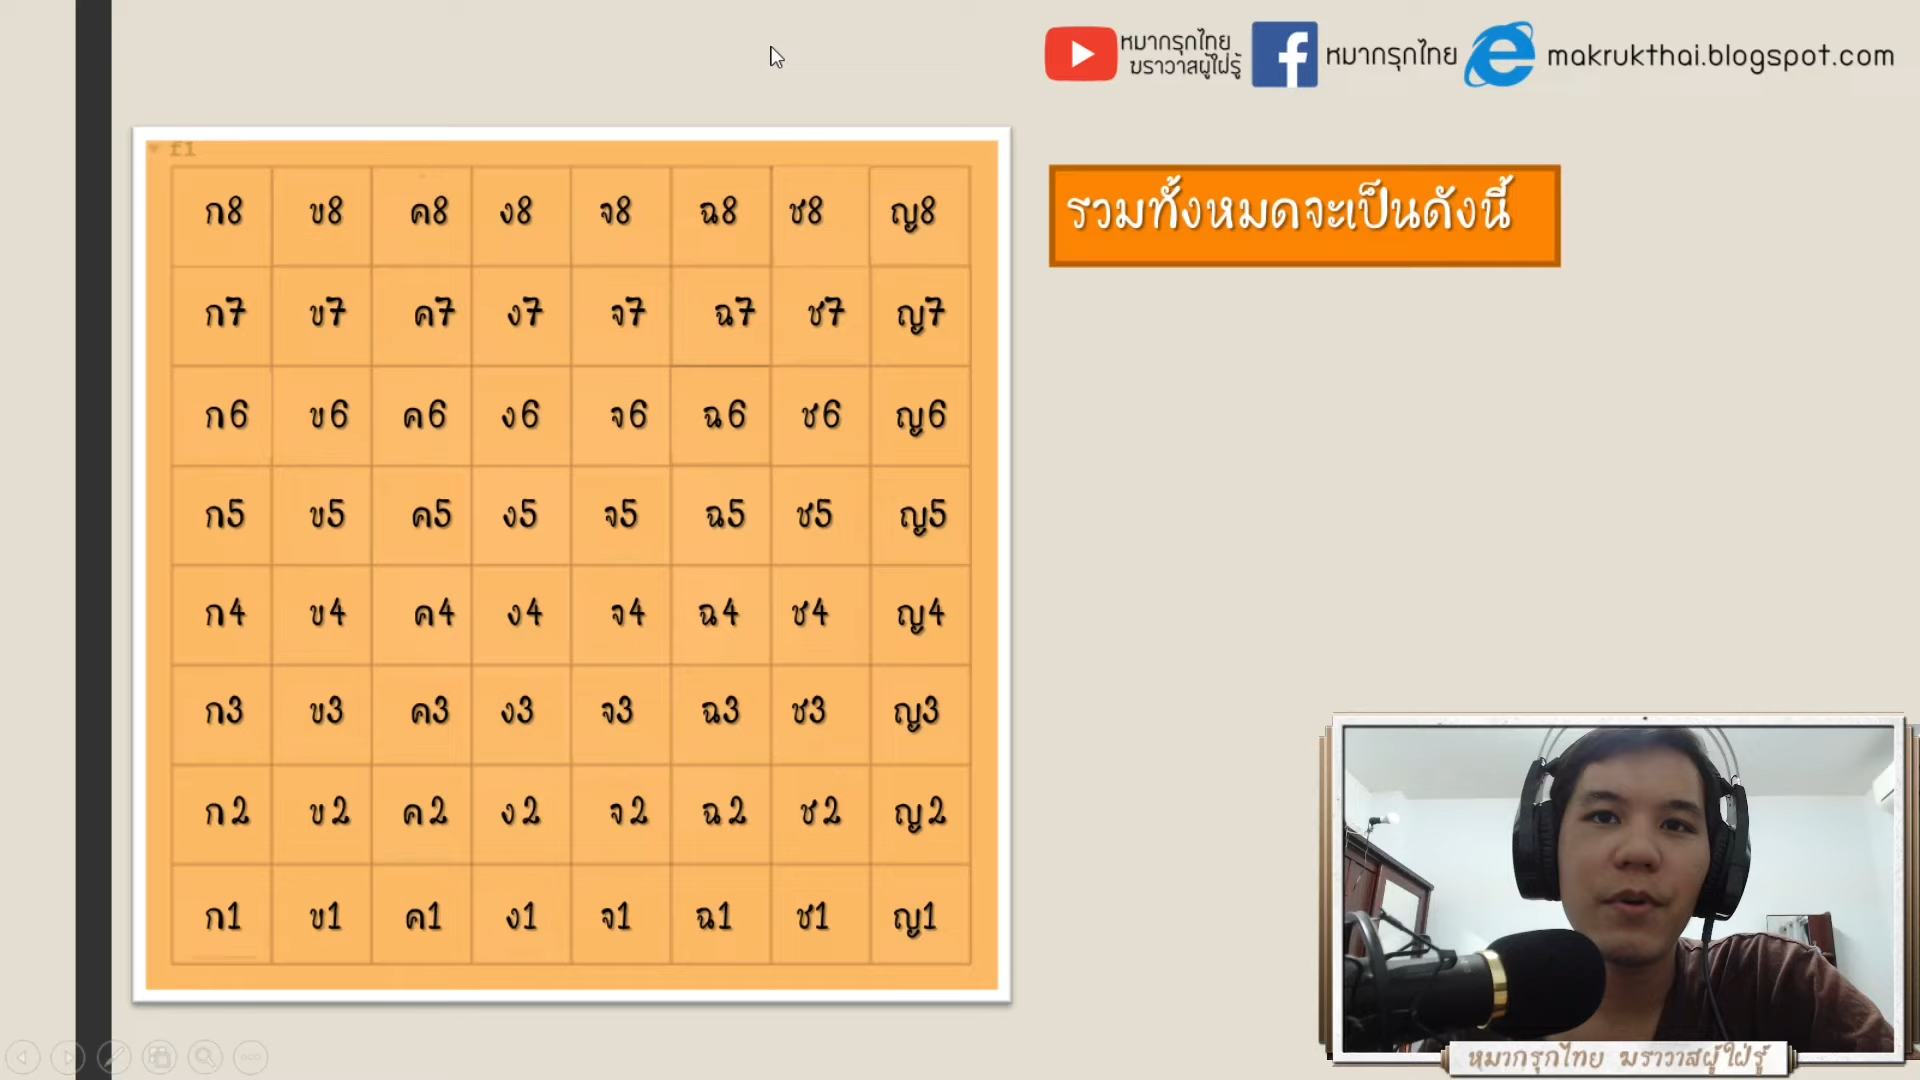 หมากรุกไทย
ฆราวาสผู้ใฝ่รู้
หมากรุกไทย
makrukthai.blogspot.com
f1
รวมทั้งหมดจะเป็นดังนี้
ก8 ข8 ค8 ง8 จ8 ฉ8 ช8 ญ8
ก7 ข7 ค7 ง7 จ7 ฉ7 ช7 ญ7
ก6 ข6 ค6 ง6 จ6 ฉ6 ช6 ญ6
ก5 ข5 ค5 ง5 จ5 ฉ5 ช5 ญ5
ก4 ข4 ค4 ง4 จ4 ฉ4 ช4 ญ4
ก3 ข3 ค3 ง3 จ3 ฉ3 ช3 ญ3
ก2 ข2 ค2 ง2 จ2 ฉ2 ช2 ญ2
ก1 ข1 ค1 ง1 จ1 ฉ1 ช1 ญ1
หมากรุกไทย ฆราวาสผู้ใฝ่รู้